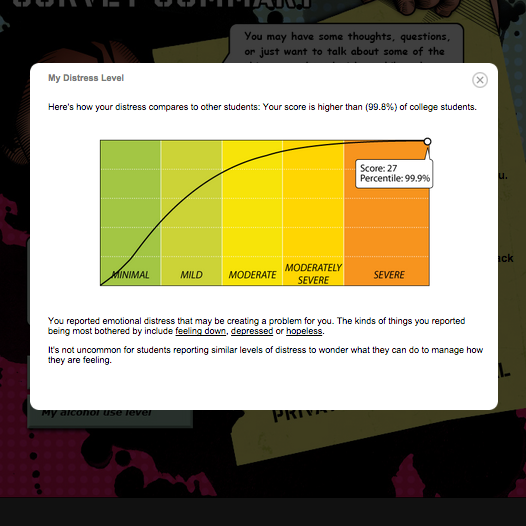 SURVEY SUMMARY
You may have some thoughts, questions,
or just want to talk about some of the
My Distress Level
Here's how your distress compares to other students: Your score is higher than (99.8%) of college students.
Score: 27
Percentile: 99.9%
MINIMAL
MILD
MODERATE
MODERATELY
SEVERE
SEVERE
You reported emotional distress that may be creating a problem for you. The kinds of things you reported
being most bothered by include feeling down, depressed or hopeless.
It's not uncommon for students reporting similar levels of distress to wonder what they can do to manage how
they are feeling.
My alcohol use level